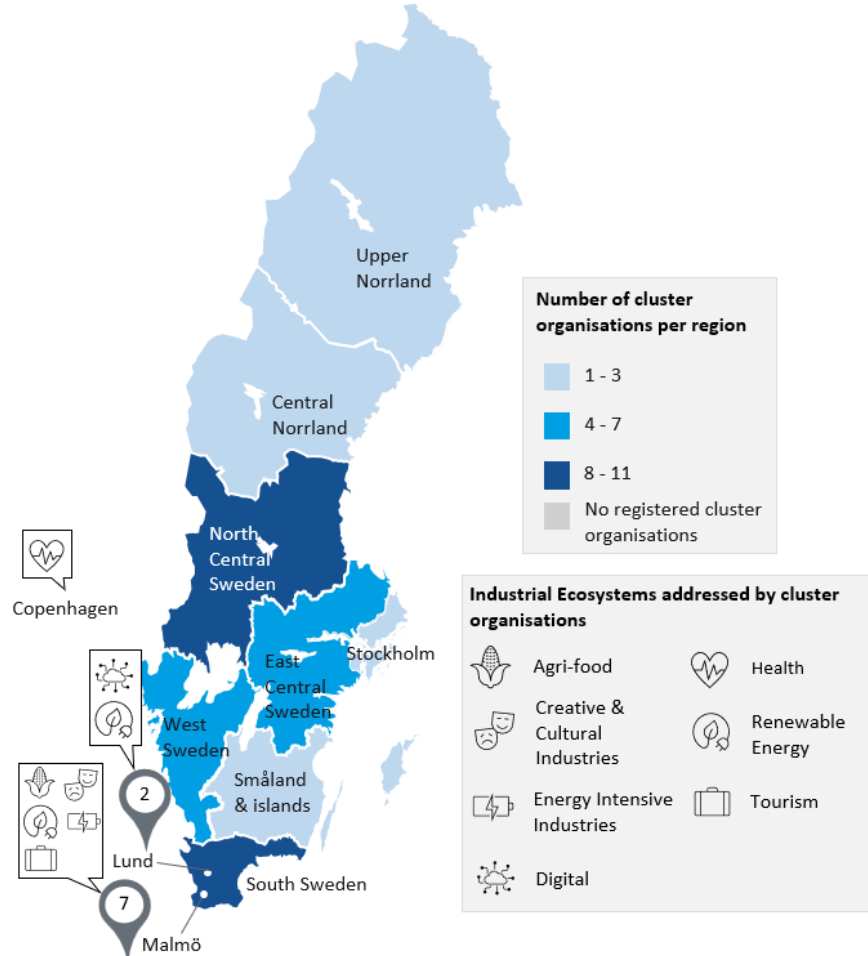 Upper
Norrland
Number of cluster
organisations per region
1 - 3
4 - 7
8 - 11
No registered cluster
organisations
Central
Norrland
North
Central
Sweden
Copenhagen
Industrial Ecosystems addressed by cluster
organisations
Agri-food
Health
Creative &
Cultural
Industries
Renewable
Energy
Energy Intensive
Industries
Tourism
Digital
Stockholm
East
Central
Sweden
West
Sweden
Småland
& islands
2
Lund
South Sweden
7
Malmö